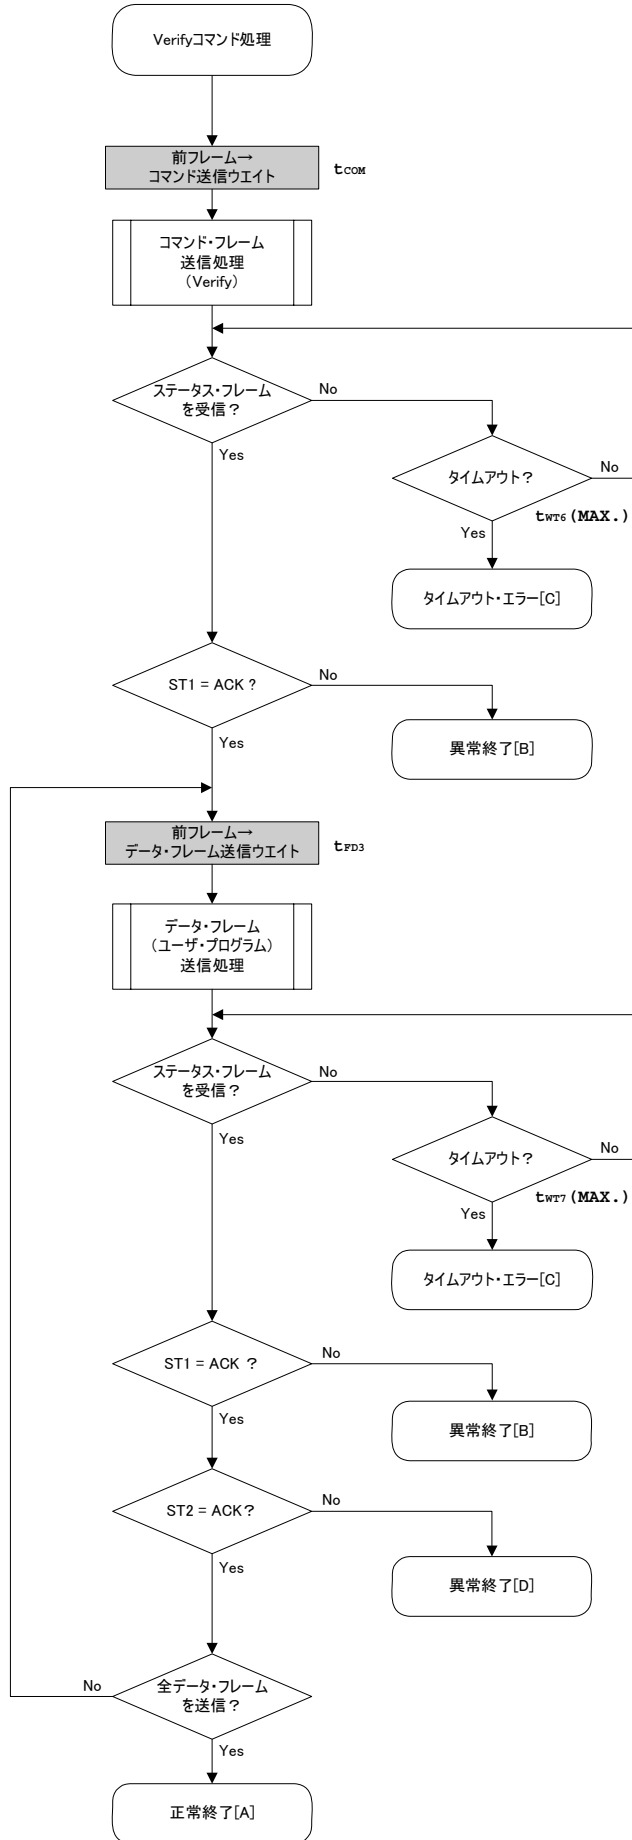 Verifyコマンド処理
前フレーム→
コマンド送信ウエイト
tCOM
コマンド・フレーム
送信処理
（Verify）
ステータス・フレーム
を受信？
No
Yes
タイムアウト？
No
tWT6 (MAX.)
Yes
タイムアウト・エラー[C]
ST1 = ACK ?
No
Yes
異常終了[B]
前フレーム→
データ・フレーム送信ウエイト
tFD3
データ・フレーム
（ユーザ・プログラム）
送信処理
ステータス・フレーム
を受信？
No
Yes
タイムアウト？
No
tWT7 (MAX.)
Yes
タイムアウト・エラー[C]
ST1 = ACK ？
No
Yes
異常終了[B]
ST2 = ACK？
No
Yes
異常終了[D]
全データ・フレーム
を送信？
No
Yes
正常終了[A]